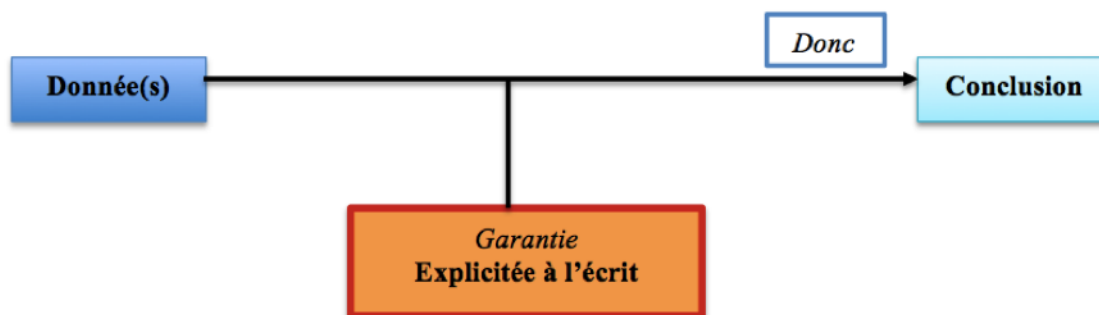 Donc
Donnée(s)
Conclusion
Garantie
Explicitée à l'écrit